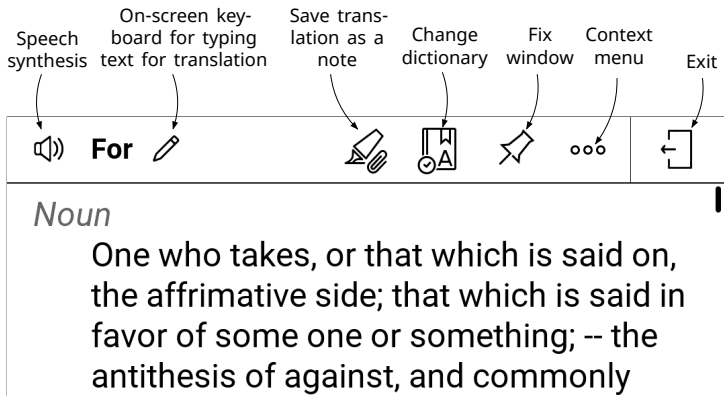 Speech
synthesis
On-screen key-
board for typing
text for translation
Save trans-
lation as a
note
Change
dictionary
Fix
window
Context
menu
Exit
For
A
Noun
One who takes, or that which is said on,
the affrimative side; that which is said in
favor of some one or something; -- the
antithesis of against, and commonly